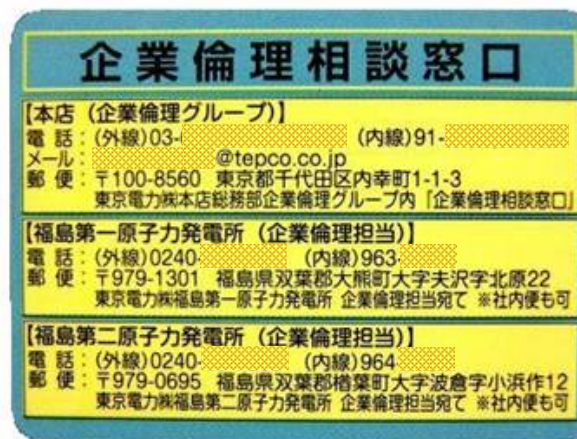 企業倫理相談窓口
【本店（企業倫理グループ）】
電 話：(外線)03- (内線)91-
メール： @tepco.co.jp
郵 便：〒100-8560 東京都千代田区内幸町1-1-3
東京電力㈱本店総務部企業倫理グループ内「企業倫理相談窓口」
【福島第一原子力発電所（企業倫理担当）】
電 話：(外線)0240- (内線)963-
郵 便：〒979-1301 福島県双葉郡大熊町大字夫沢字北原22
東京電力㈱福島第一原子力発電所 企業倫理担当宛て ※社内便も可
【福島第二原子力発電所（企業倫理担当）】
電 話：(外線)0240- (内線)964
郵 便：〒979-0695 福島県双葉郡楢葉町大字波倉字小浜作12
東京電力㈱福島第二原子力発電所 企業倫理担当宛て ※社内便も可